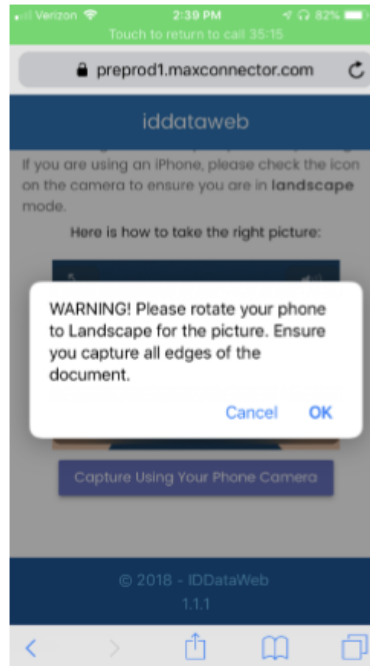 Verizon 2:39 PM 82%
Touch to return to call 35:15
preprod1.maxconnector.com
iddataweb
If you are using an iPhone, please check the icon
on the camera to ensure you are in landscape
mode.
Here is how to take the right picture:
WARNING! Please rotate your phone
to Landscape for the picture. Ensure
you capture all edges of the
document.
Cancel OK
Capture Using Your Phone Camera
© 2018 - IDDataWeb
1.1.1